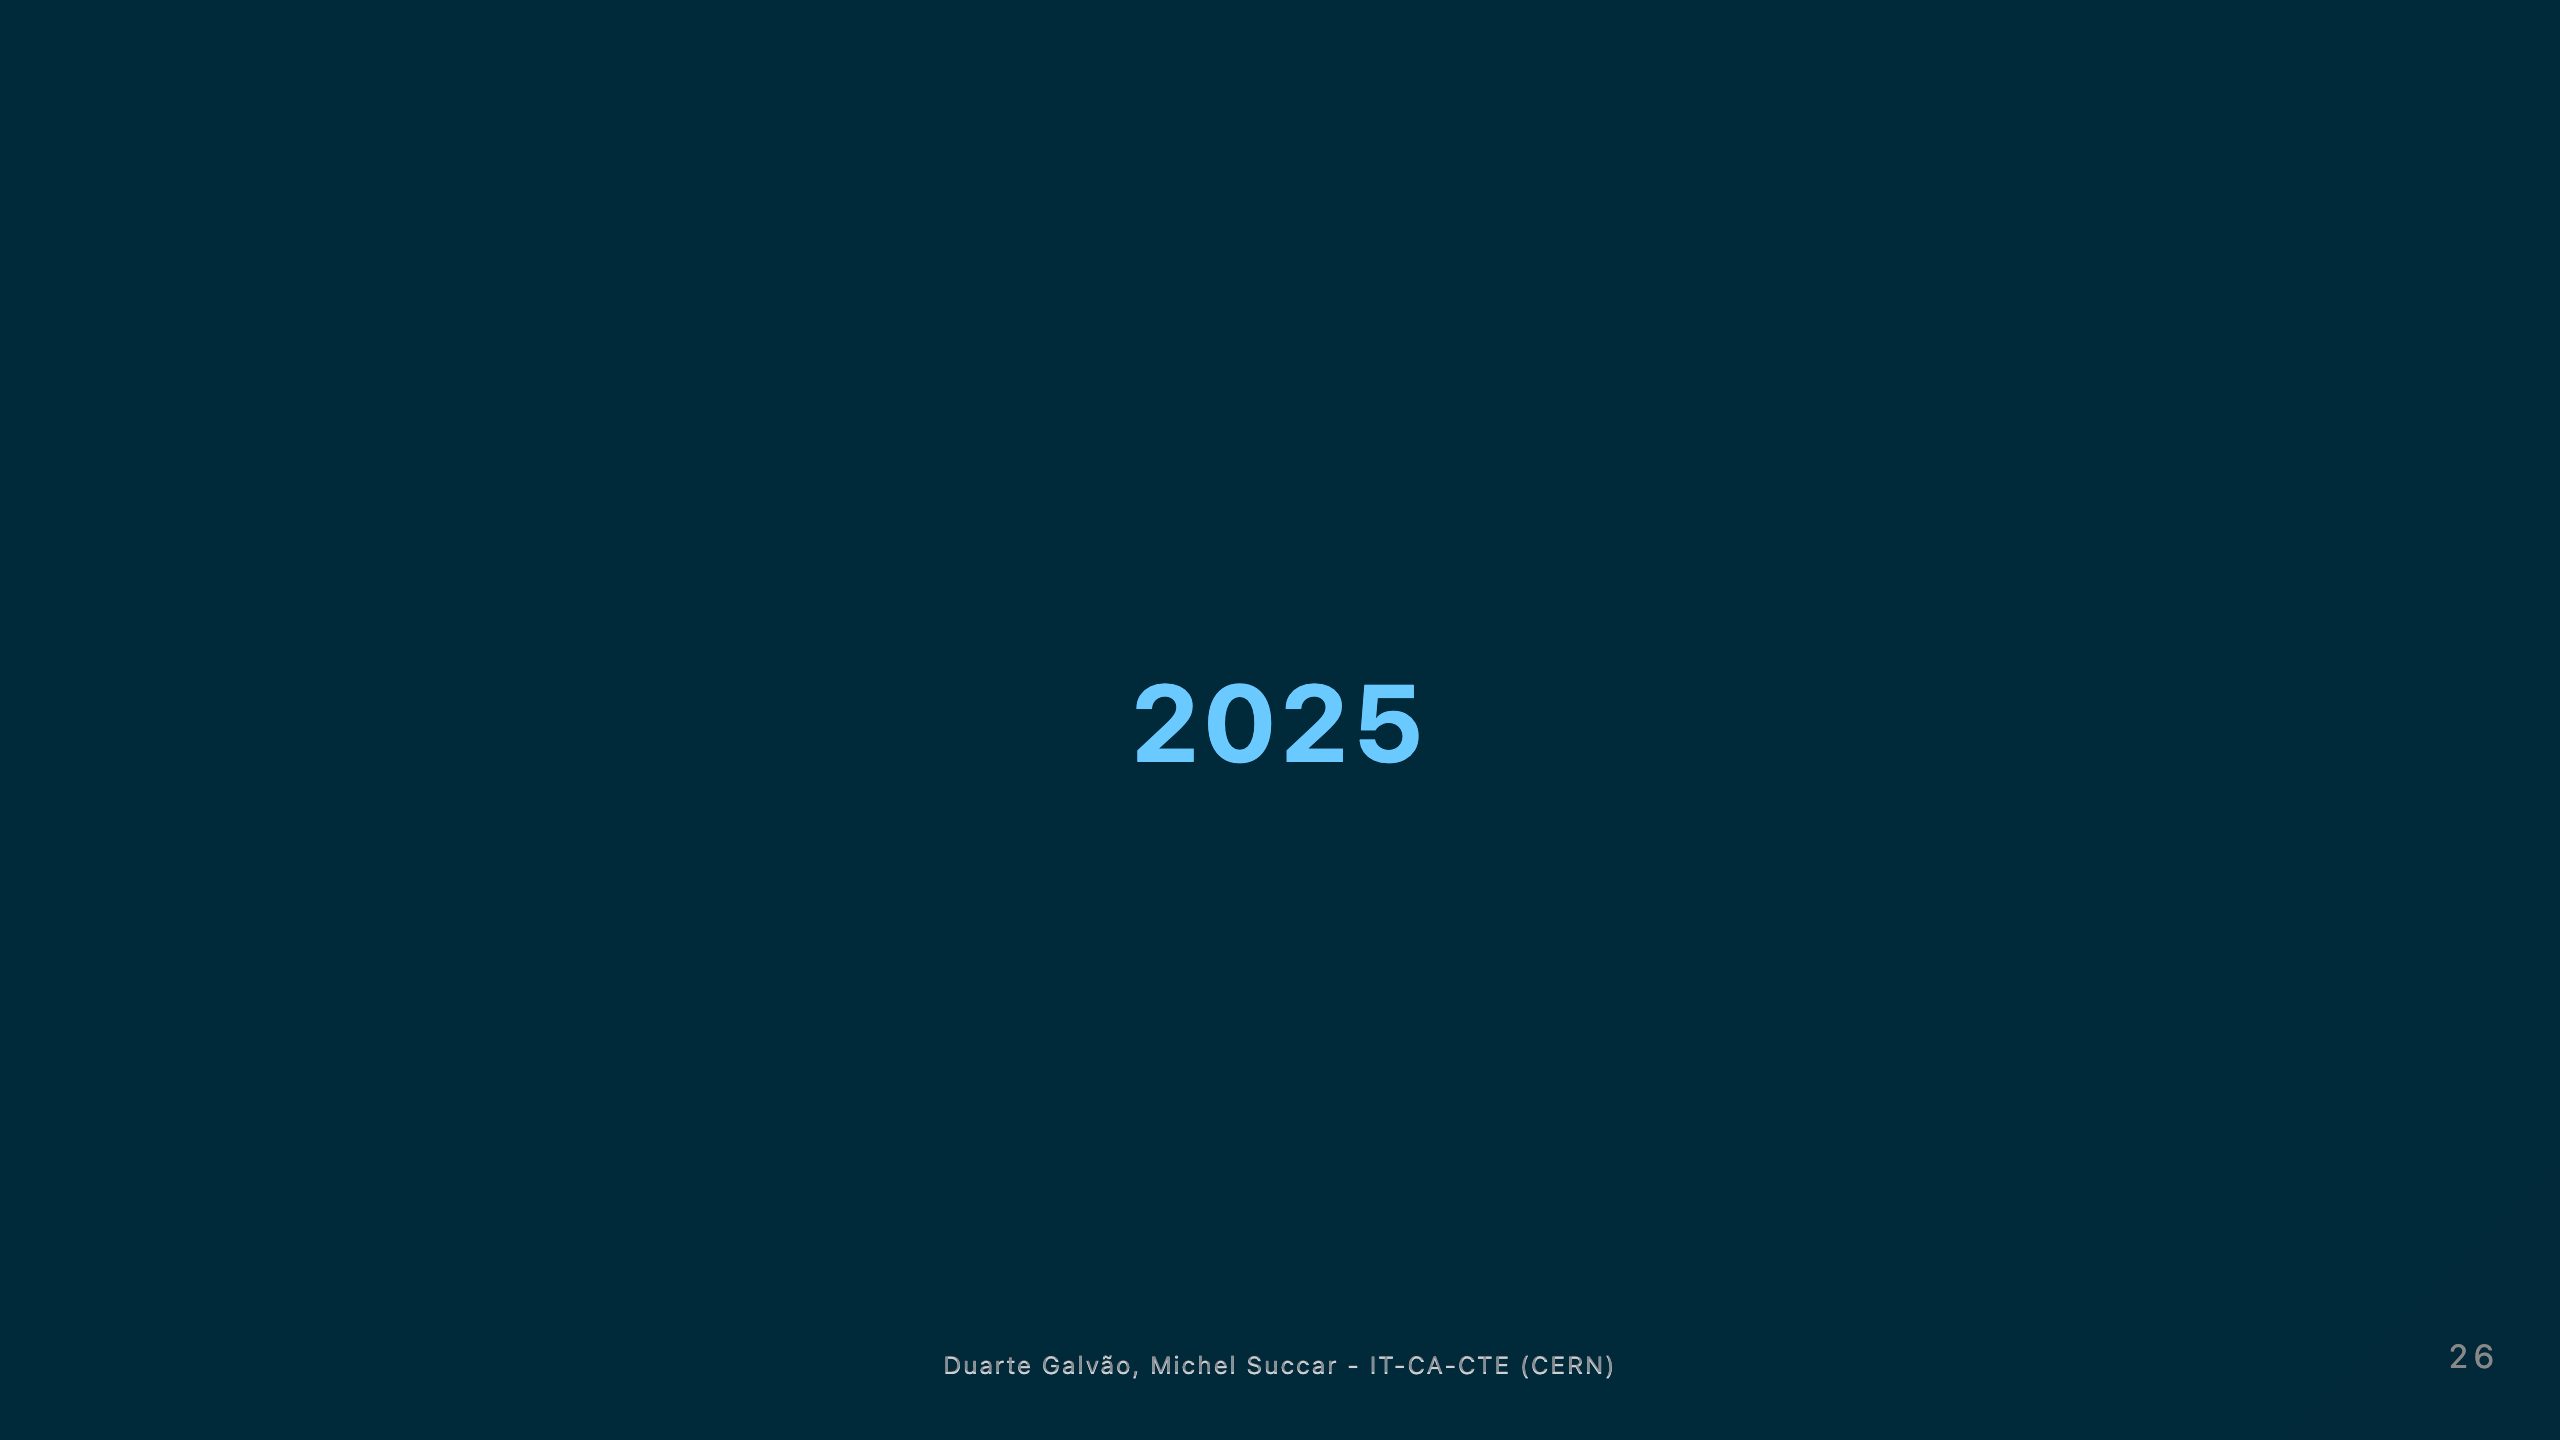 2025
Duarte Galvão, Michel Succar - IT-CA-CTE (CERN)
26